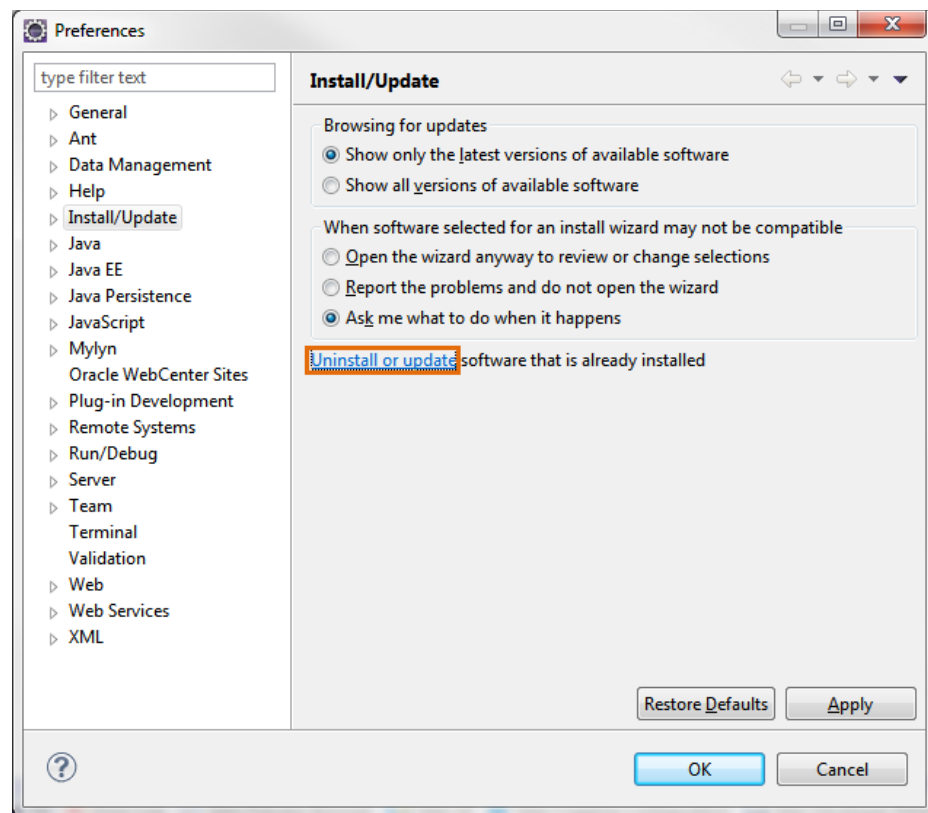 Preferences
type filter text
General
Ant
Data Management
Help
Install/Update
Java
Java EE
Java Persistence
JavaScript
Mylyn
Oracle WebCenter Sites
Plug-in Development
Remote Systems
Run/Debug
Server
Team
Terminal
Validation
Web
Web Services
XML
Install/Update
Browsing for updates
Show only the latest versions of available software
Show all versions of available software
When software selected for an install wizard may not be compatible
Open the wizard anyway to review or change selections
Report the problems and do not open the wizard
Ask me what to do when it happens
Uninstall or update software that is already installed
Restore Defaults
Apply
?
OK
Cancel